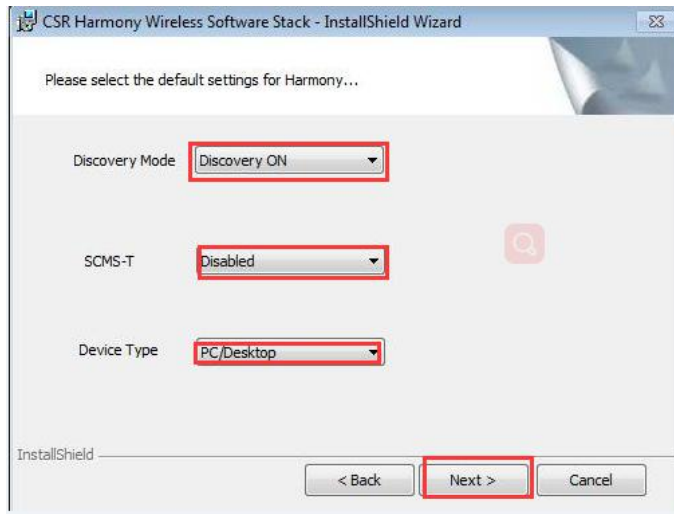 CSR Harmony Wireless Software Stack - InstallShield Wizard
Please select the default settings for Harmony...
Discovery Mode Discovery ON
SCMS-T Disabled
Device Type PC/Desktop
InstallShield
< Back Next > Cancel